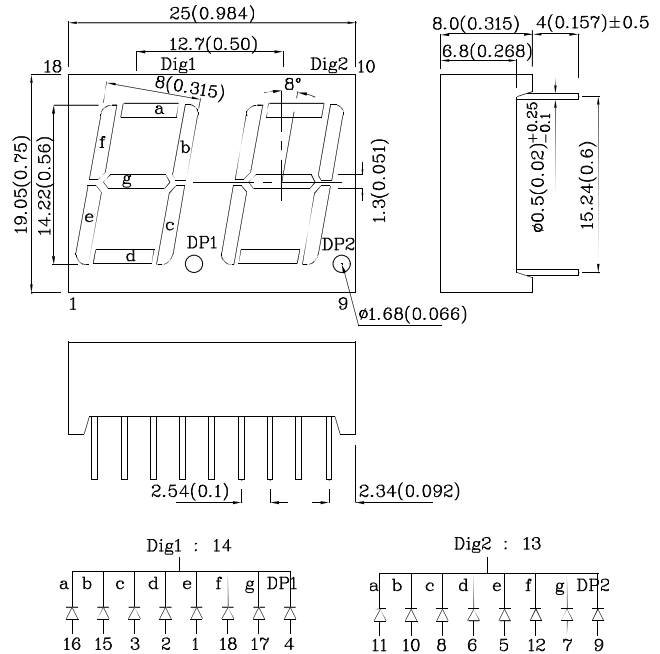 25(0.984)
12.7(0.50)
18 Dig1 Dig2 10
8(0.315)
8°
a
f b
g
e c
d
DP1 DP2
19.05(0.75)
14.22(0.56)
1.3(0.051)
1 9
ø1.68(0.066)
8.0(0.315) 4(0.157)±0.5
6.8(0.268)
ø0.5(0.02)+0.25 -0.1
15.24(0.6)
2.54(0.1) 2.34(0.092)
Dig1 : 14
a b c d e f g DP1
16 15 3 2 1 18 17 4
Dig2 : 13
a b c d e f g DP2
11 10 8 6 5 12 7 9